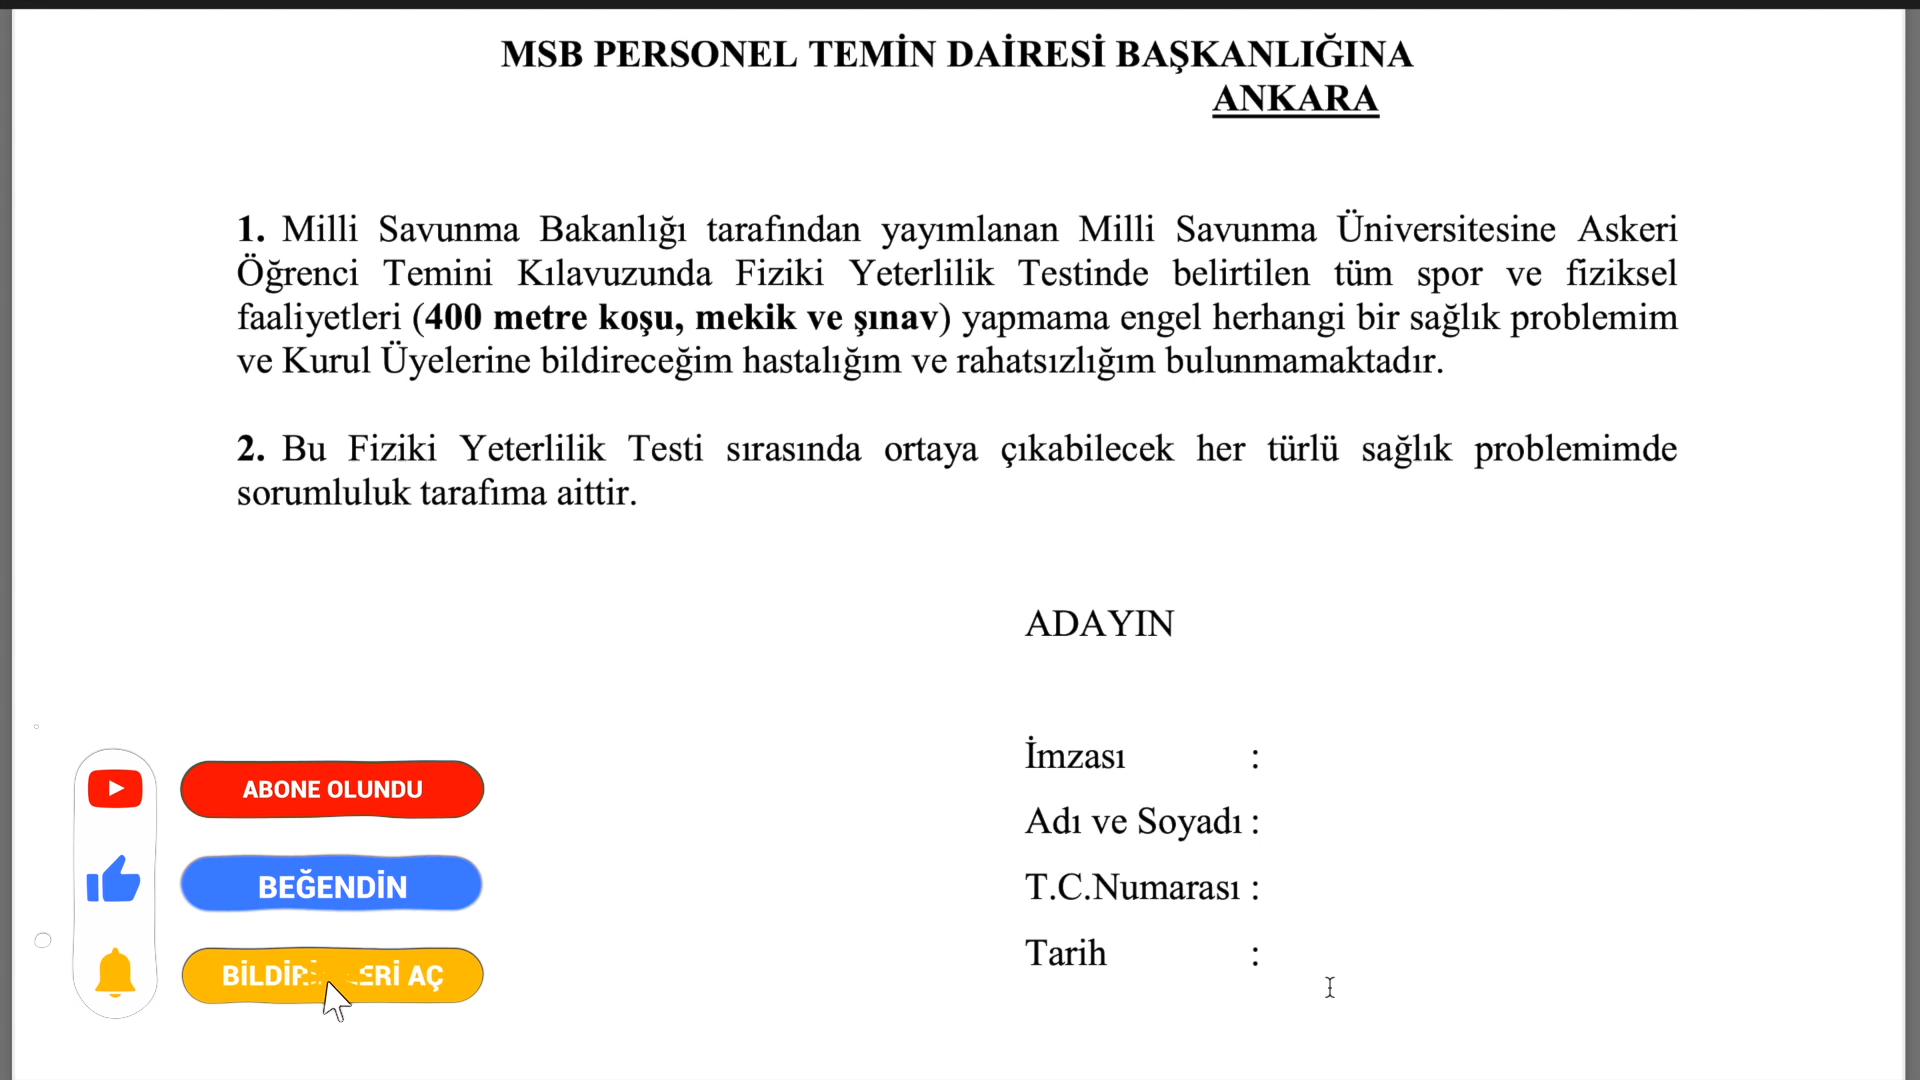 MSB PERSONEL TEMİN DAİRESİ BAŞKANLIĞINA
ANKARA
1. Milli Savunma Bakanlığı tarafından yayımlanan Milli Savunma Üniversitesine Askeri
Öğrenci Temini Kılavuzunda Fiziki Yeterlilik Testinde belirtilen tüm spor ve fiziksel
faaliyetleri (400 metre koşu, mekik ve şınav) yapmama engel herhangi bir sağlık problemim
ve Kurul Üyelerine bildireceğim hastalığım ve rahatsızlığım bulunmamaktadır.
2. Bu Fiziki Yeterlilik Testi sırasında ortaya çıkabilecek her türlü sağlık problemimde
sorumluluk tarafıma aittir.
ADAYIN
İmzası :
Adı ve Soyadı :
T.C.Numarası :
Tarih :
ABONE OLUNDU
BEĞENDİN
AÇ